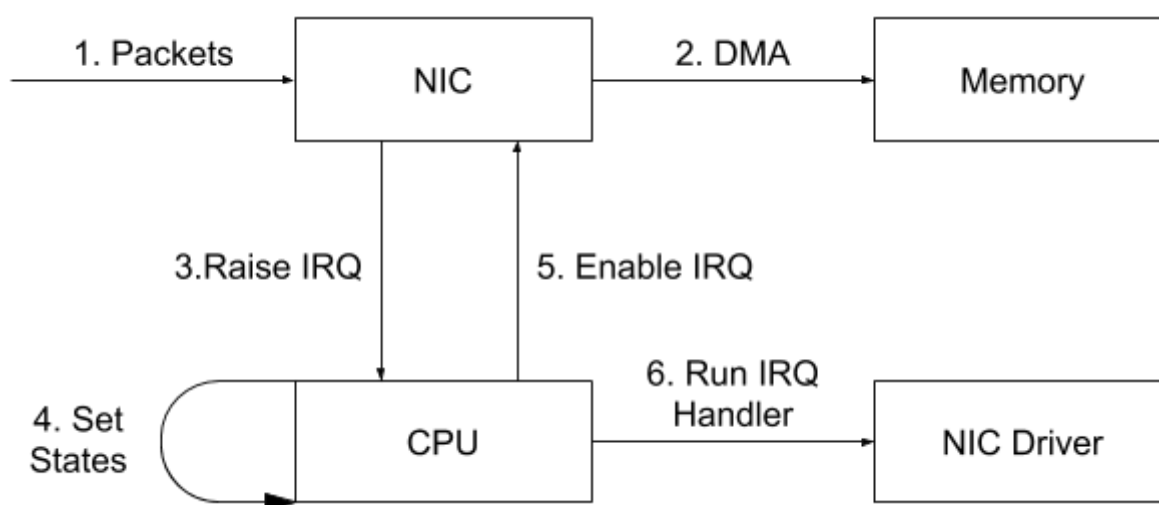 1. Packets
NIC
2. DMA
Memory
3.Raise IRQ
5. Enable IRQ
4. Set
States
CPU
6. Run IRQ
Handler
NIC Driver